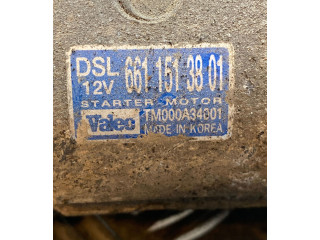 DSL 661 151 38 01
12V
STARTER MOTOR
Valeo TM000A34801
MADE IN KOREA